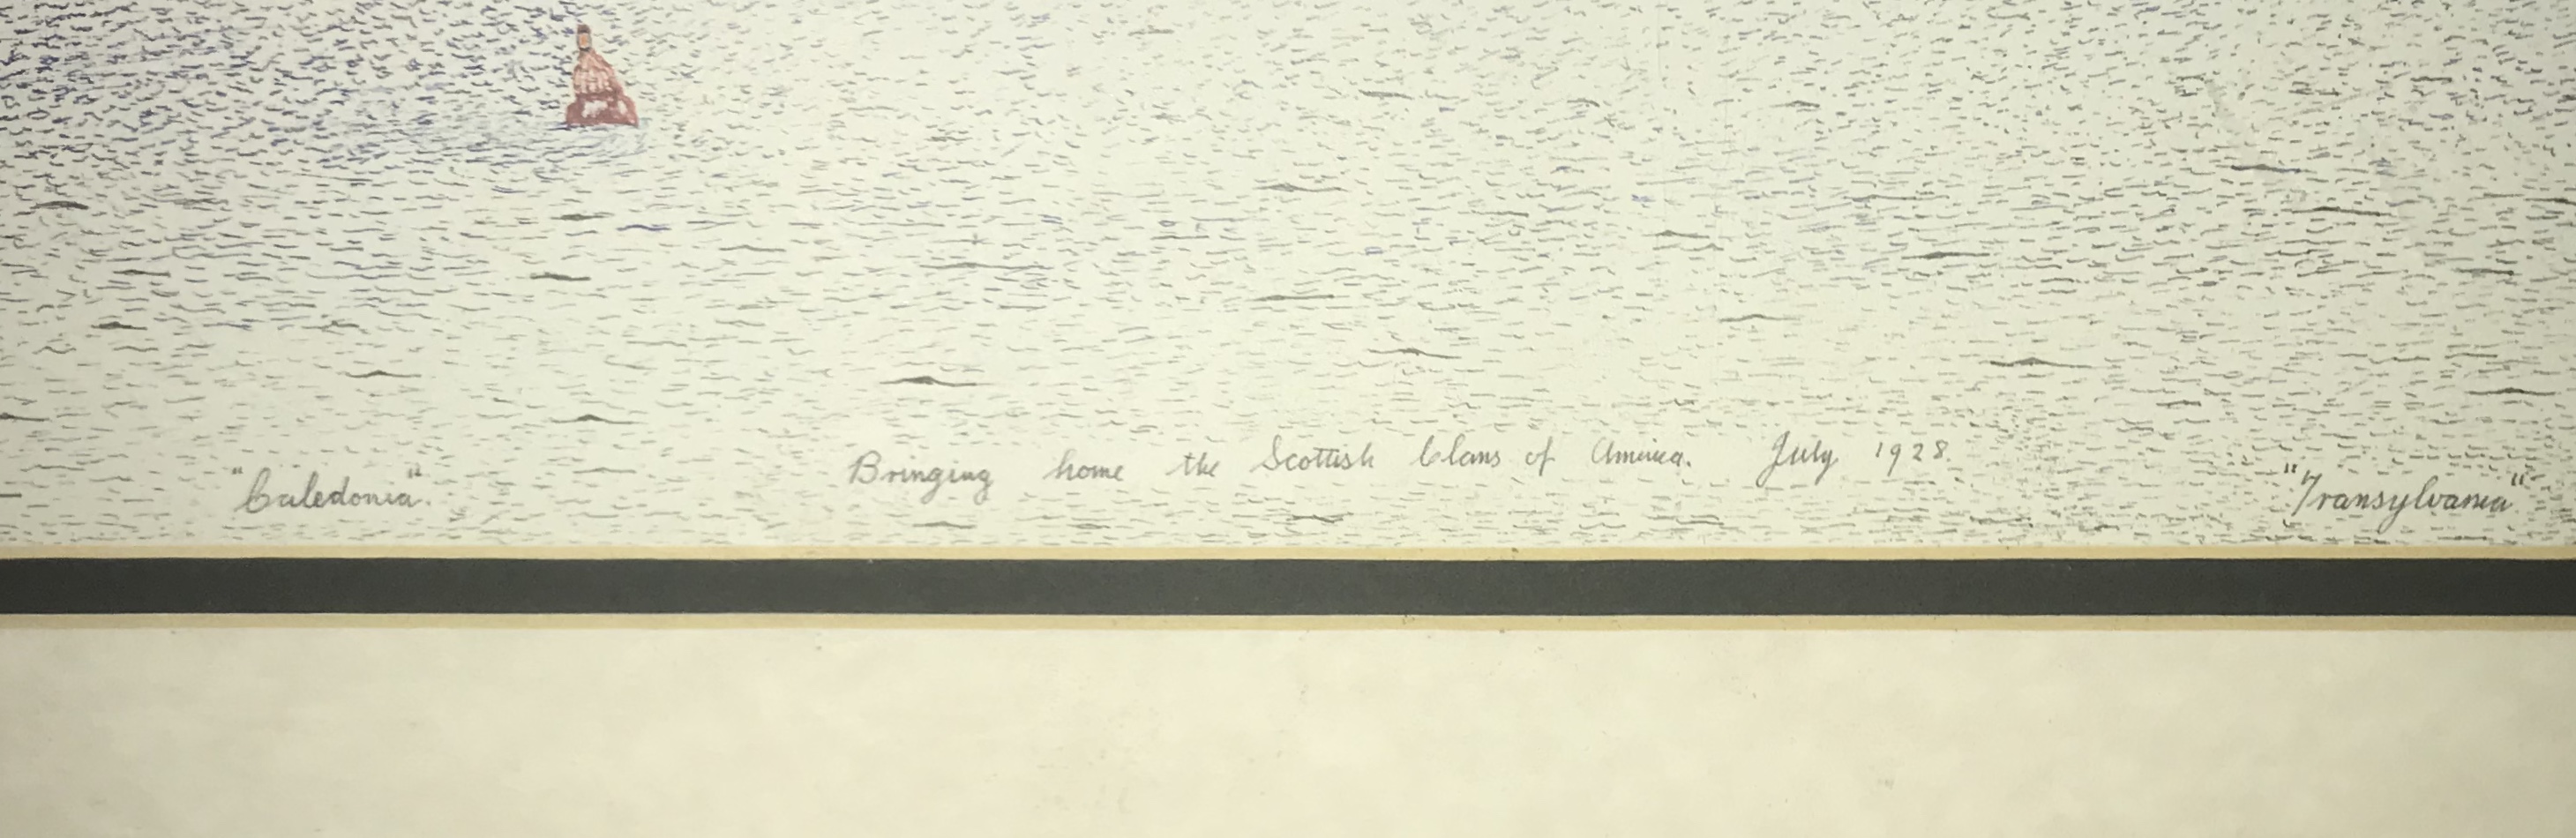 "Caledonia".
Bringing home the Scottish Clans of America. July 1928.
"Transylvania"